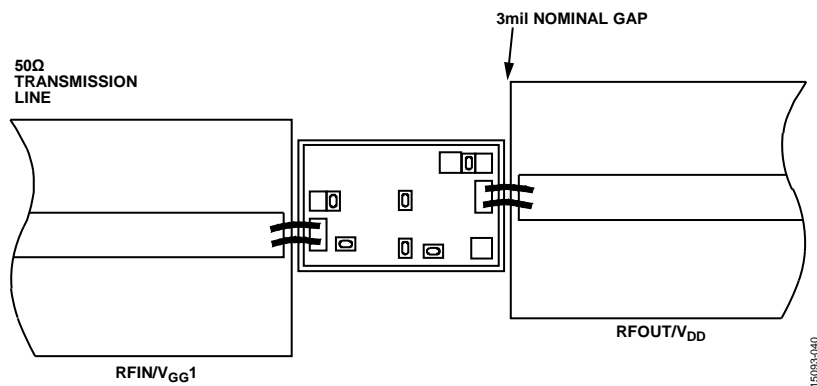 3mil NOMINAL GAP
50Ω
TRANSMISSION
LINE
RFOUT/VDD
RFIN/VGG1
15093-040